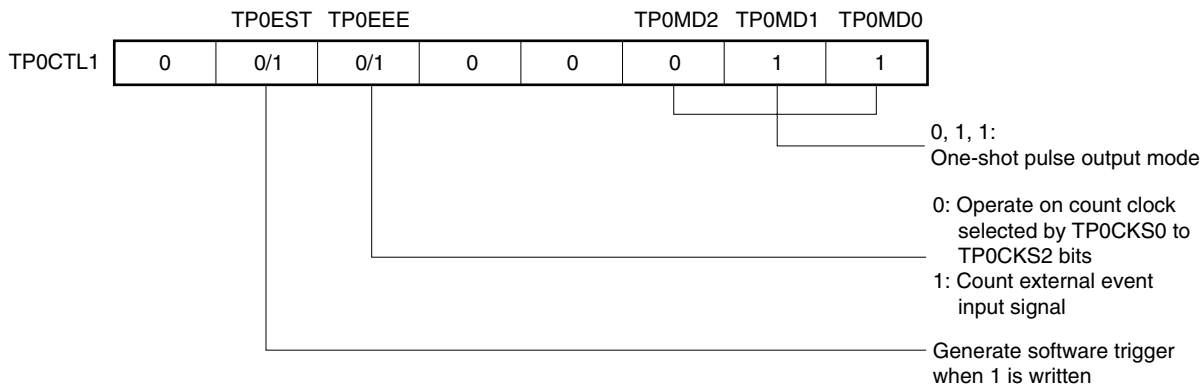 TP0EST TP0EEE TP0MD2 TP0MD1 TP0MD0
TP0CTL1 0 0/1 0/1 0 0 0 1 1
0, 1, 1:
One-shot pulse output mode
0: Operate on count clock
selected by TP0CKS0 to
TP0CKS2 bits
1: Count external event
input signal
Generate software trigger
when 1 is written